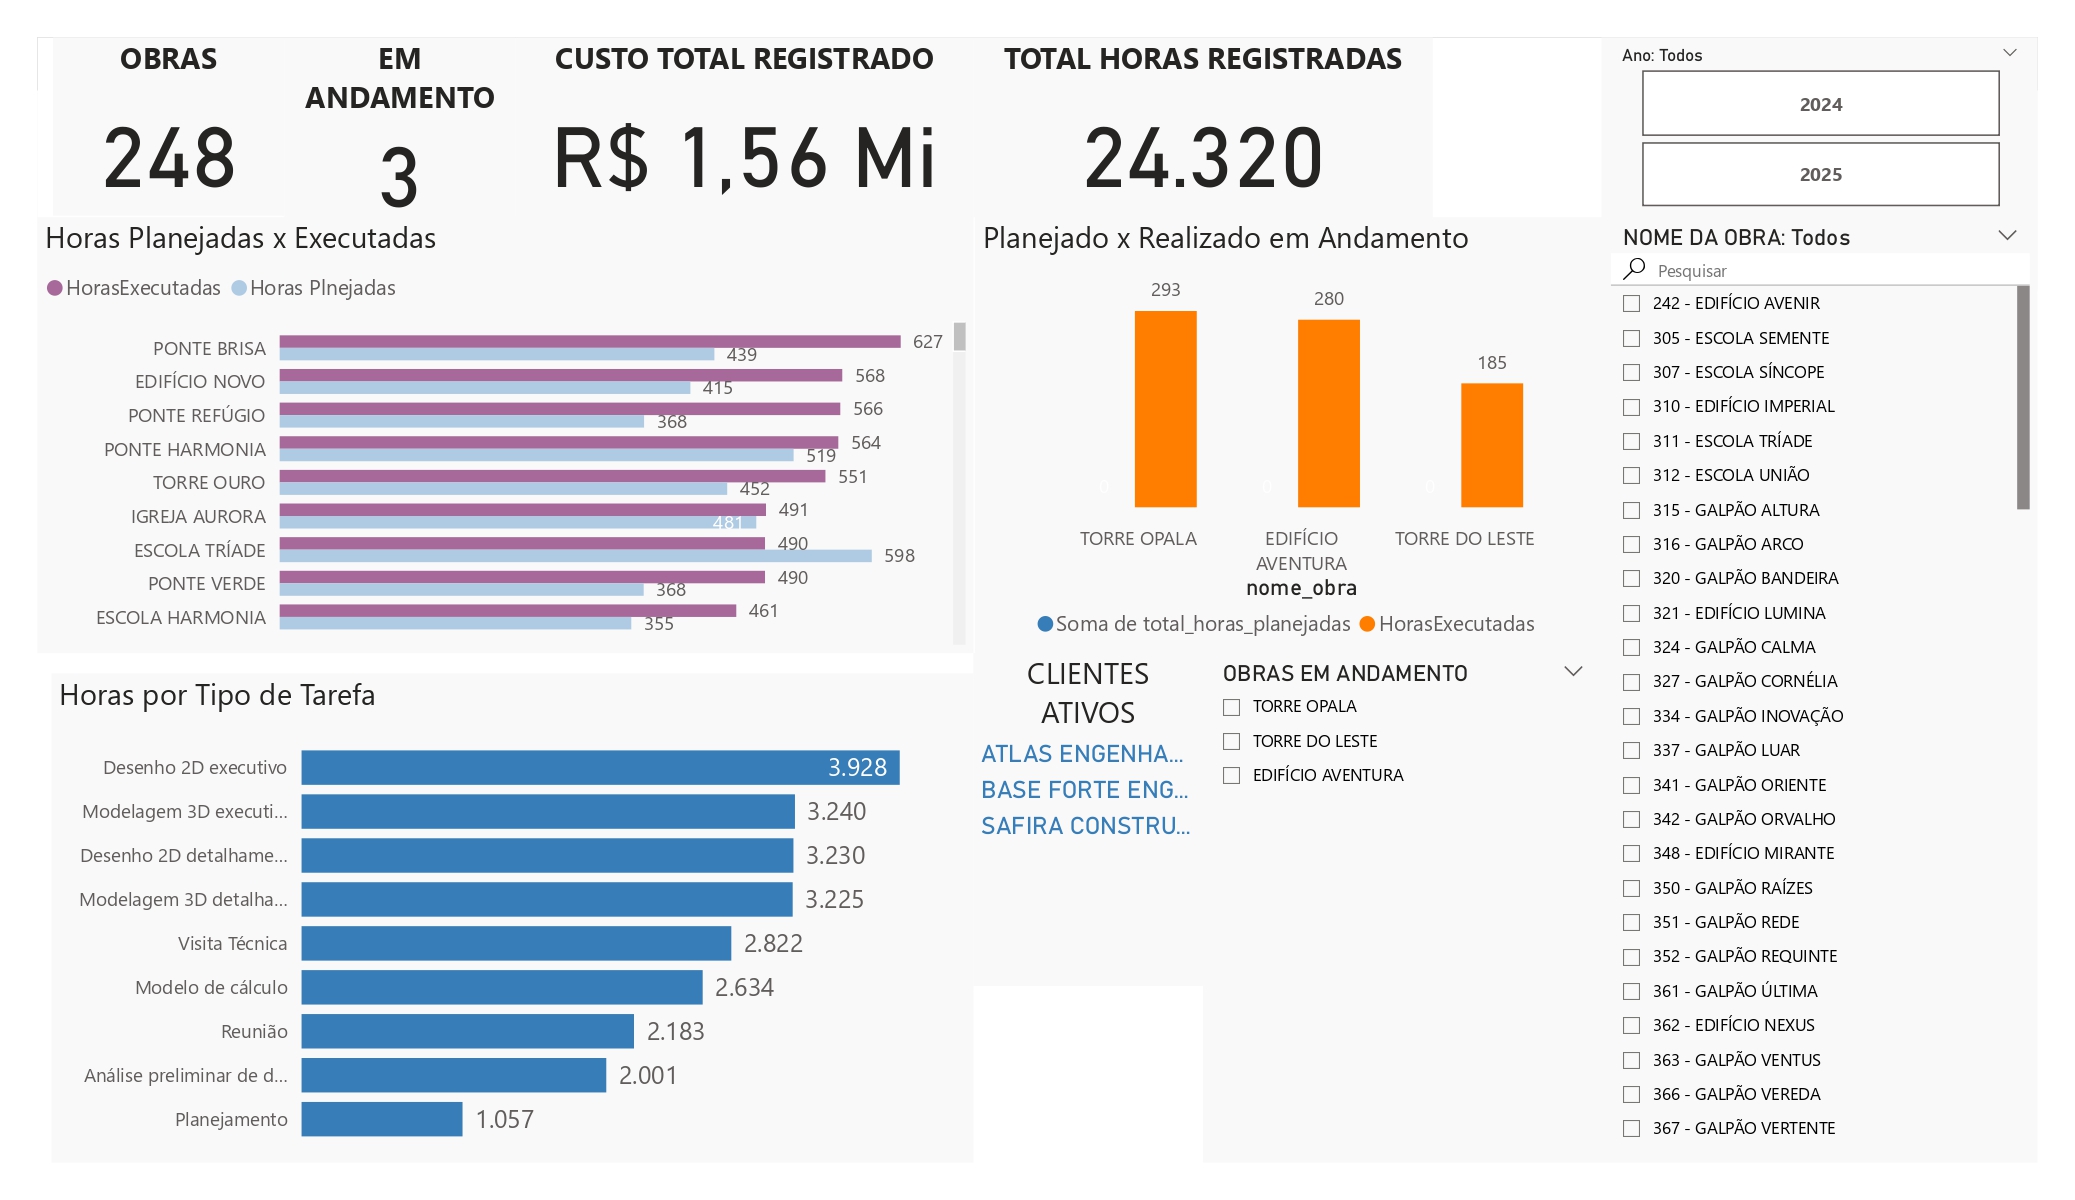 OBRAS
248
EM
ANDAMENTO
3
CUSTO TOTAL REGISTRADO
R$ 1,56 Mi
TOTAL HORAS REGISTRADAS
24.320
Ano: Todos
2024
2025
Horas Planejadas x Executadas
HorasExecutadas Horas Plnejadas
PONTE BRISA 627
439
EDIFÍCIO NOVO 568
415
PONTE REFÚGIO 566
368
PONTE HARMONIA 564
519
TORRE OURO 551
452
IGREJA AURORA 491
481
ESCOLA TRÍADE 490
598
PONTE VERDE 490
368
ESCOLA HARMONIA 461
355
Planejado x Realizado em Andamento
293
280
185
0 0 0
TORRE OPALA
EDIFÍCIO
AVENTURA
TORRE DO LESTE
nome_obra
Soma de total_horas_planejadas HorasExecutadas
Horas por Tipo de Tarefa
Desenho 2D executivo 3.928
Modelagem 3D executi... 3.240
Desenho 2D detalhame... 3.230
Modelagem 3D detalha... 3.225
Visita Técnica 2.822
Modelo de cálculo 2.634
Reunião 2.183
Análise preliminar de d... 2.001
Planejamento 1.057
CLIENTES
ATIVOS
ATLAS ENGENHA...
BASE FORTE ENG...
SAFIRA CONSTRU...
OBRAS EM ANDAMENTO
TORRE OPALA
TORRE DO LESTE
EDIFÍCIO AVENTURA
NOME DA OBRA: Todos
Pesquisar
242 - EDIFÍCIO AVENIR
305 - ESCOLA SEMENTE
307 - ESCOLA SÍNCOPE
310 - EDIFÍCIO IMPERIAL
311 - ESCOLA TRÍADE
312 - ESCOLA UNIÃO
315 - GALPÃO ALTURA
316 - GALPÃO ARCO
320 - GALPÃO BANDEIRA
321 - EDIFÍCIO LUMINA
324 - GALPÃO CALMA
327 - GALPÃO CORNÉLIA
334 - GALPÃO INOVAÇÃO
337 - GALPÃO LUAR
341 - GALPÃO ORIENTE
342 - GALPÃO ORVALHO
348 - EDIFÍCIO MIRANTE
350 - GALPÃO RAÍZES
351 - GALPÃO REDE
352 - GALPÃO REQUINTE
361 - GALPÃO ÚLTIMA
362 - EDIFÍCIO NEXUS
363 - GALPÃO VENTUS
366 - GALPÃO VEREDA
367 - GALPÃO VERTENTE